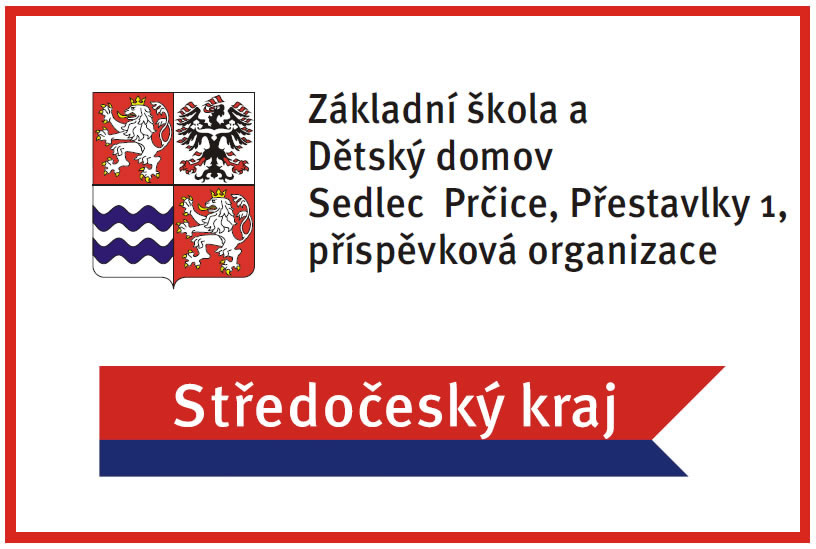 Základní škola a
Dětský domov
Sedlec  Prčice, Přestavlky 1,
příspěvková organizace
Středočeský kraj